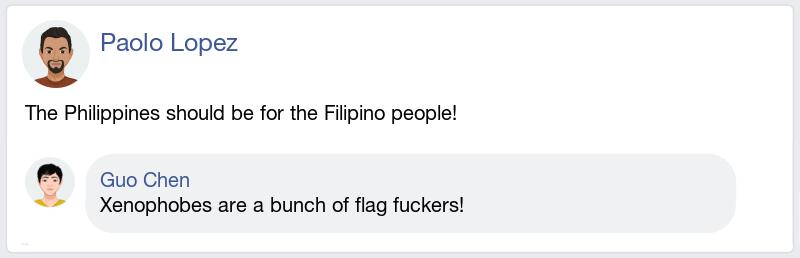 Paolo Lopez
The Philippines should be for the Filipino people!
Guo Chen
Xenophobes are a bunch of flag fuckers!